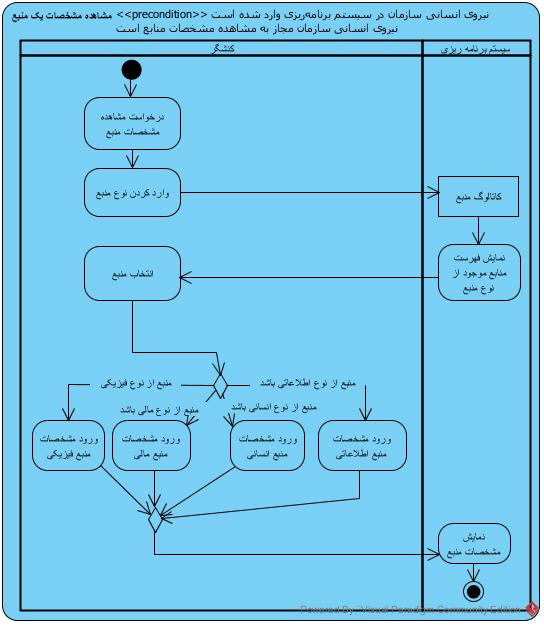 نیروی انسانی سازمان در سیستم برنامه‌ریزی وارد شده است <<precondition>> مشاهده مشخصات یک منبع
نیروی انسانی سازمان مجاز به مشاهده مشخصات منابع است
کنشگر
سیستم برنامه ریزی
درخواست مشاهده
مشخصات منبع
وارد کردن نوع منبع
کاتالوگ منبع
نمایش فهرست
منابع موجود از
نوع منبع
انتخاب منبع
منبع از نوع فیزیکی
منبع از نوع اطلاعاتی باشد
منبع از نوع مالی باشد
منبع از نوع انسانی باشد
ورود مشخصات
منبع فیزیکی
ورود مشخصات
منبع مالی
ورود مشخصات
منبع انسانی
ورود مشخصات
منبع اطلاعاتی
نمایش
مشخصات منبع
Powered By Visual Paradigm Community Edition